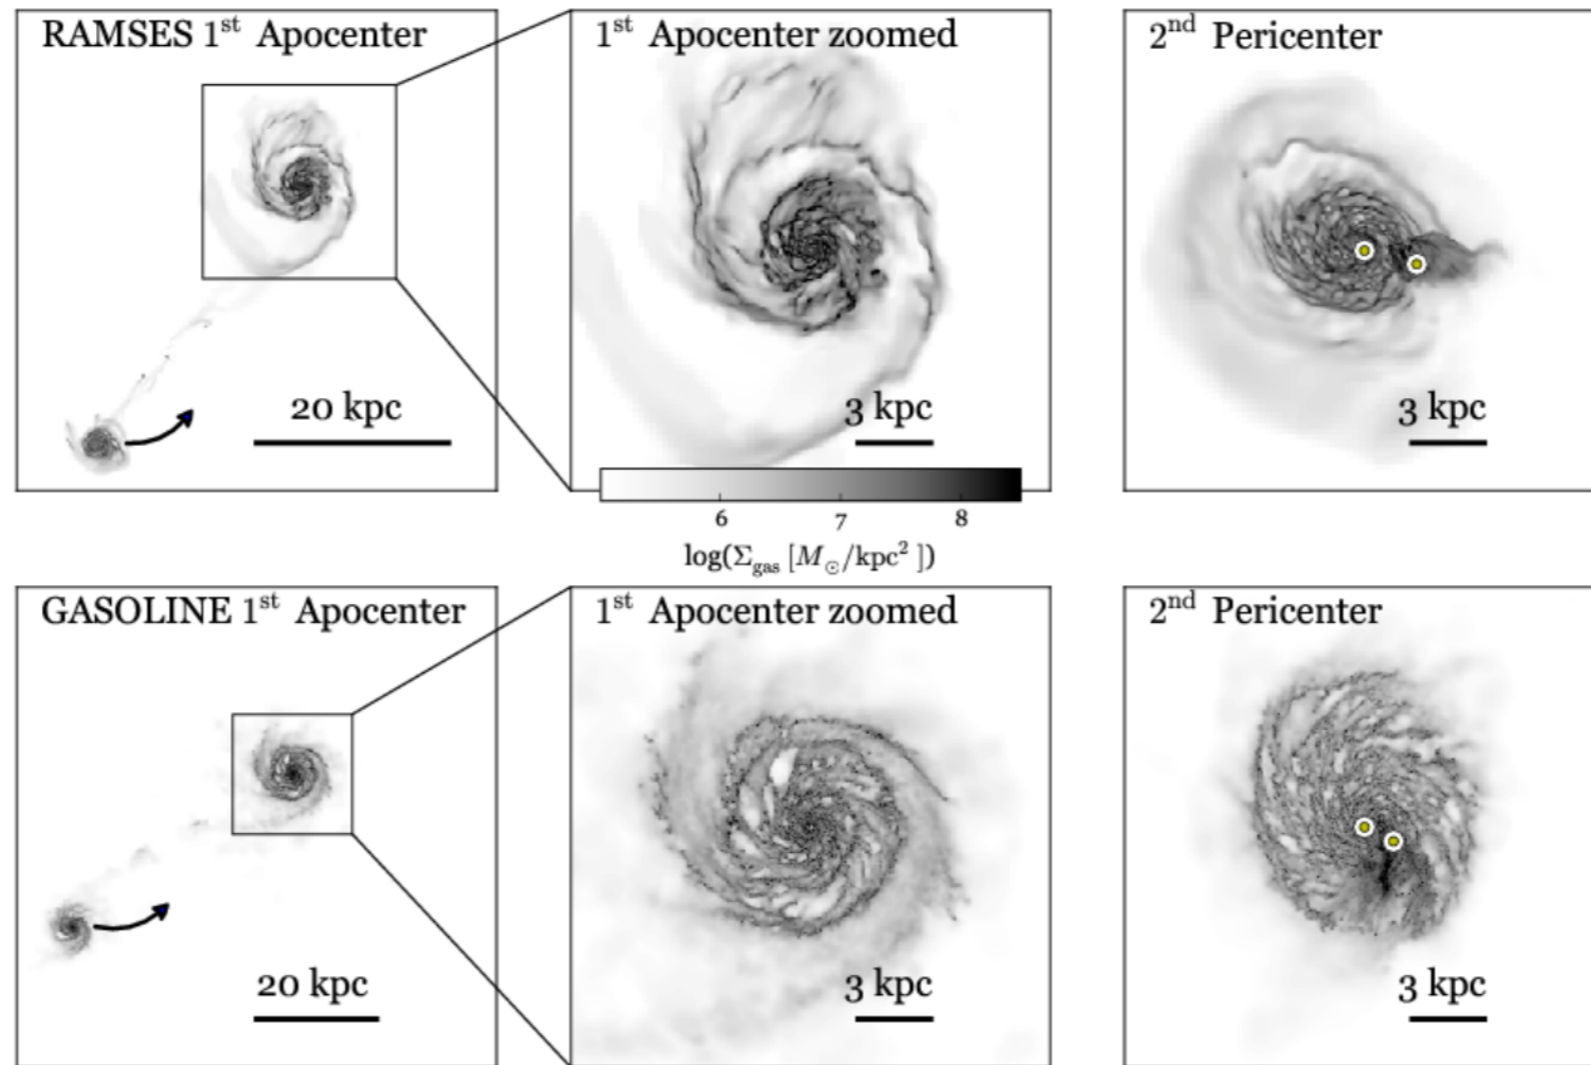 RAMSES 1st Apocenter
1st Apocenter zoomed
2nd Pericenter
20 kpc
3 kpc
3 kpc
6 7 8
log(Σgas [M⊙/kpc2 ])
GASOLINE 1st Apocenter
1st Apocenter zoomed
2nd Pericenter
20 kpc
3 kpc
3 kpc